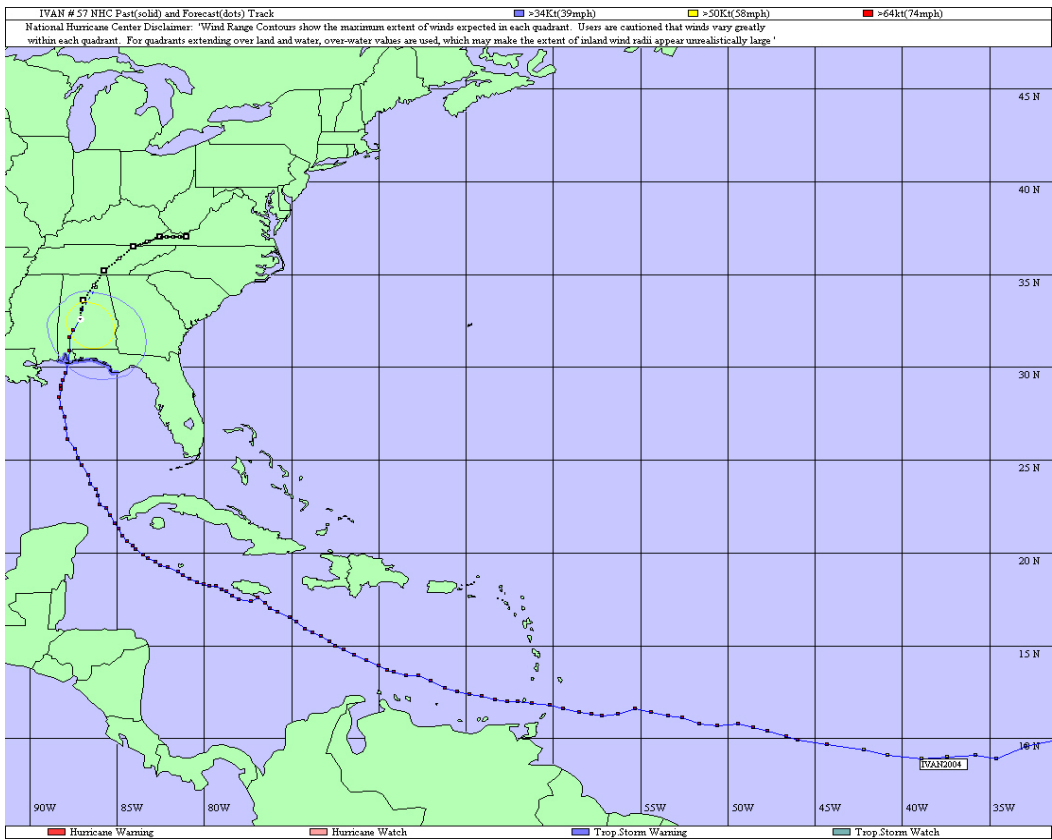 IVAN # 57 NHC Past(solid) and Forecast(dots) Track >34Kt(39mph) >50Kt(58mph) >64kt(74mph)
National Hurricane Center Disclaimer: 'Wind Range Contours show the maximum extent of winds expected in each quadrant. Users are cautioned that winds vary greatly
within each quadrant. For quadrants extending over land and water, over-water values are used, which may make the extent of inland wind radii appear unrealistically large '
45 N
40 N
35 N
30 N
25 N
20 N
15 N
10 N
IVAN2004
90W 85W 80W 55W 50W 45W 40W 35W
Hurricane Warning Hurricane Watch Trop.Storm Warning Trop.Storm Watch